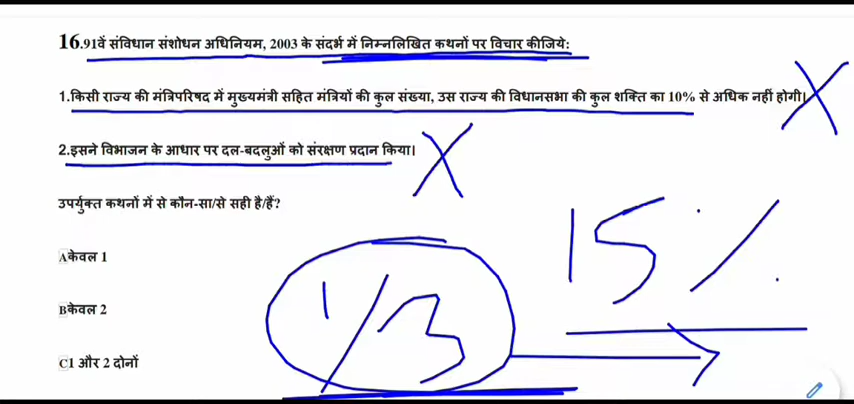 16.91वें संविधान संशोधन अधिनियम, 2003 के संदर्भ में निम्नलिखित कथनों पर विचार कीजिये:
1.किसी राज्य की मंत्रिपरिषद में मुख्यमंत्री सहित मंत्रियों की कुल संख्या, उस राज्य की विधानसभा की कुल शक्ति का 10% से अधिक नहीं होगी।
2.इसने विभाजन के आधार पर दल-बदलुओं को संरक्षण प्रदान किया।
उपर्युक्त कथनों में से कौन-सा/से सही है/हैं?
15%
Aकेवल 1
1/3
Bकेवल 2
C1 और 2 दोनों